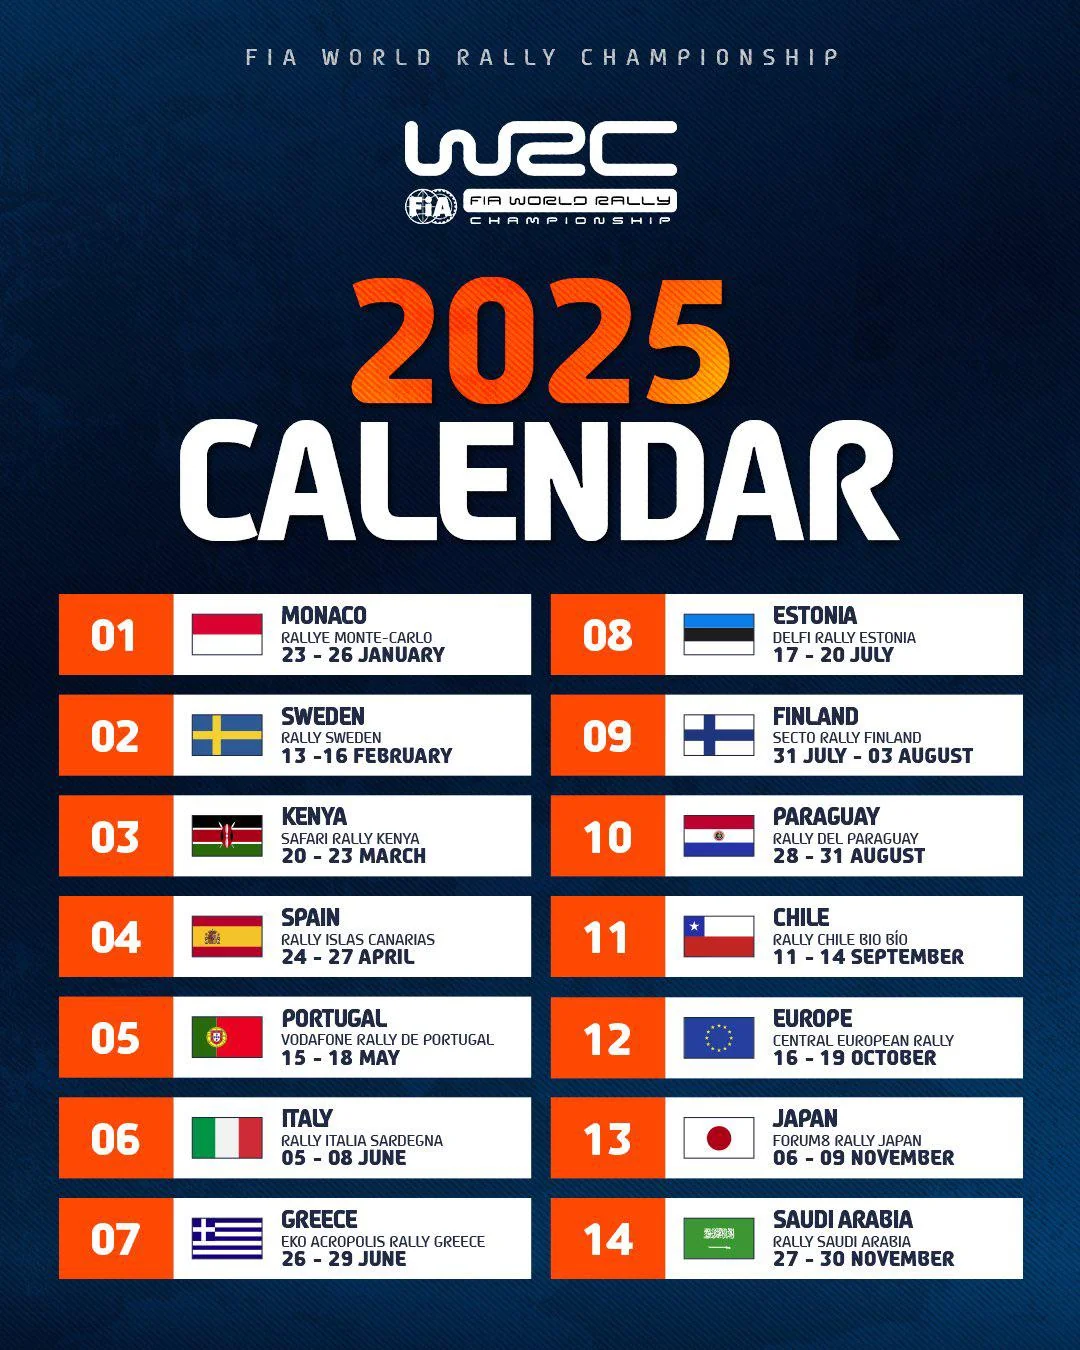 FIA WORLD RALLY CHAMPIONSHIP
WRC
FIA
FIA WORLD RALLY
CHAMPIONSHIP
2025
CALENDAR
01
MONACO
RALLYE MONTE-CARLO
23 - 26 JANUARY
02
SWEDEN
RALLY SWEDEN
13 -16 FEBRUARY
03
KENYA
SAFARI RALLY KENYA
20 - 23 MARCH
04
SPAIN
RALLY ISLAS CANARIAS
24 - 27 APRIL
05
PORTUGAL
VODAFONE RALLY DE PORTUGAL
15 - 18 MAY
06
ITALY
RALLY ITALIA SARDEGNA
05 - 08 JUNE
07
GREECE
EKO ACROPOLIS RALLY GREECE
26 - 29 JUNE
08
ESTONIA
DELFI RALLY ESTONIA
17 - 20 JULY
09
FINLAND
SECTO RALLY FINLAND
31 JULY - 03 AUGUST
10
PARAGUAY
RALLY DEL PARAGUAY
28 - 31 AUGUST
11
CHILE
RALLY CHILE BIO BÍO
11 - 14 SEPTEMBER
12
EUROPE
CENTRAL EUROPEAN RALLY
16 - 19 OCTOBER
13
JAPAN
FORUM8 RALLY JAPAN
06 - 09 NOVEMBER
14
SAUDI ARABIA
RALLY SAUDI ARABIA
27 - 30 NOVEMBER